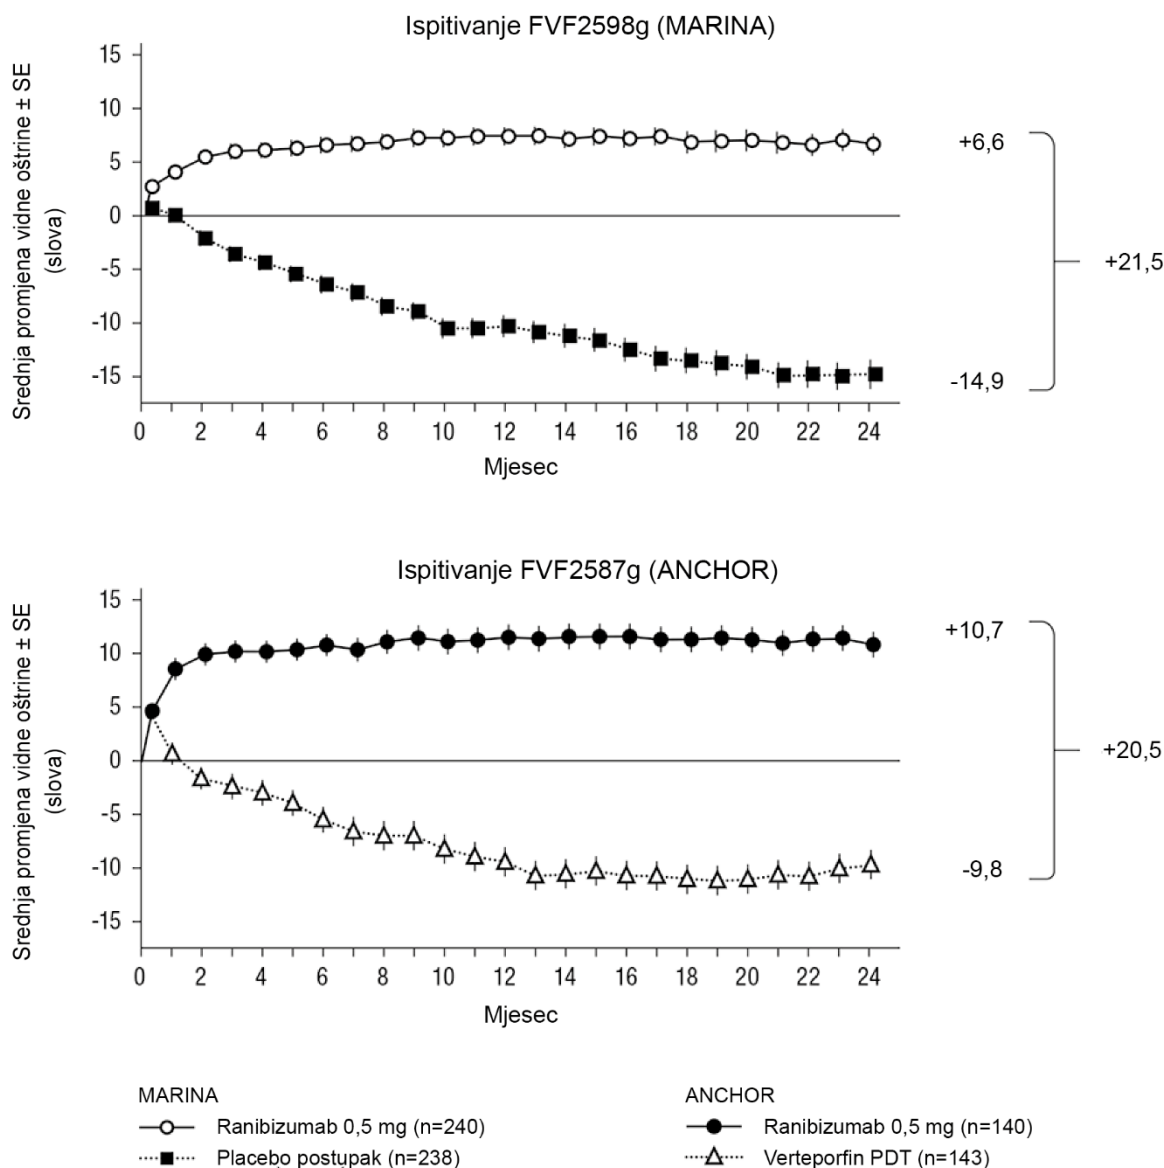 Ispitivanje FVF2598g (MARINA)
Srednja promjena vidne oštrine ± SE
(slova)
15
10
5
0
-5
-10
-15
0 2 4 6 8 10 12 14 16 18 20 22 24
Mjesec
+6,6
+21,5
-14,9
Ispitivanje FVF2587g (ANCHOR)
Srednja promjena vidne oštrine ± SE
(slova)
15
10
5
0
-5
-10
-15
0 2 4 6 8 10 12 14 16 18 20 22 24
Mjesec
+10,7
+20,5
-9,8
MARINA
Ranibizumab 0,5 mg (n=240)
Placebo postupak (n=238)
ANCHOR
Ranibizumab 0,5 mg (n=140)
Verteporfin PDT (n=143)